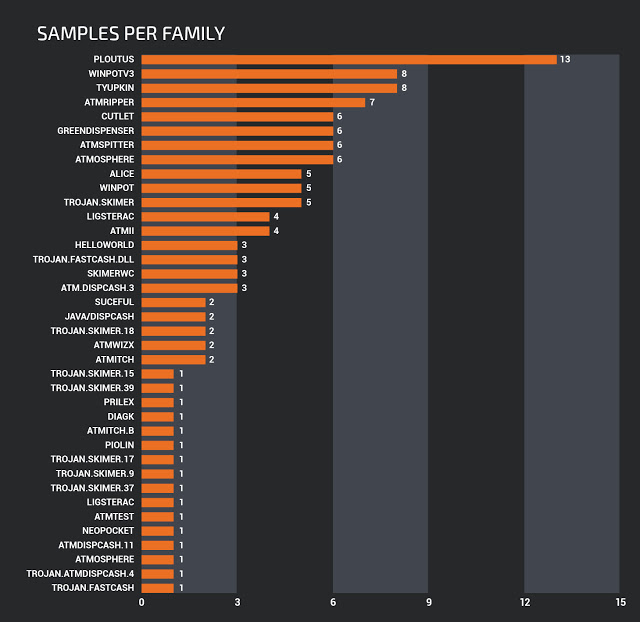 SAMPLES PER FAMILY
PLOUTUS 13
WINPOTV3 8
TYUPKIN 8
ATMRIPPER 7
CUTLET 6
GREENDISPENSER 6
ATMSPITTER 6
ATMOSPHERE 6
ALICE 5
WINPOT 5
TROJAN.SKIMER 5
LIGSTERAC 4
ATMII 4
HELLOWORLD 3
TROJAN.FASTCASH.DLL 3
SKIMERWC 3
ATM.DISPCASH.3 3
SUCEFUL 2
JAVA/DISPCASH 2
TROJAN.SKIMER.18 2
ATMWIZX 2
ATMITCH 2
TROJAN.SKIMER.15 1
TROJAN.SKIMER.39 1
PRILEX 1
DIAGK 1
ATMITCH.B 1
PIOLIN 1
TROJAN.SKIMER.17 1
TROJAN.SKIMER.9 1
TROJAN.SKIMER.37 1
LIGSTERAC 1
ATMTEST 1
NEOPOCKET 1
ATMDISPCASH.11 1
ATMOSPHERE 1
TROJAN.ATMDISPCASH.4 1
TROJAN.FASTCASH 1
0 3 6 9 12 15